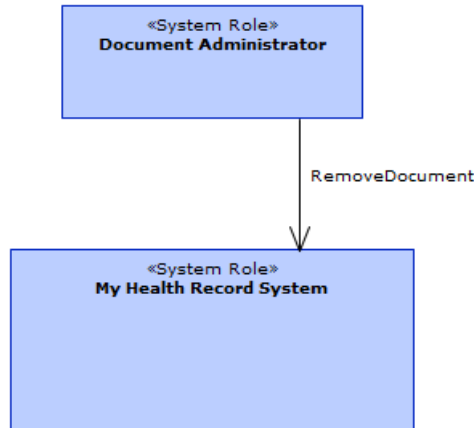 «System Role»
Document Administrator
RemoveDocument
«System Role»
My Health Record System